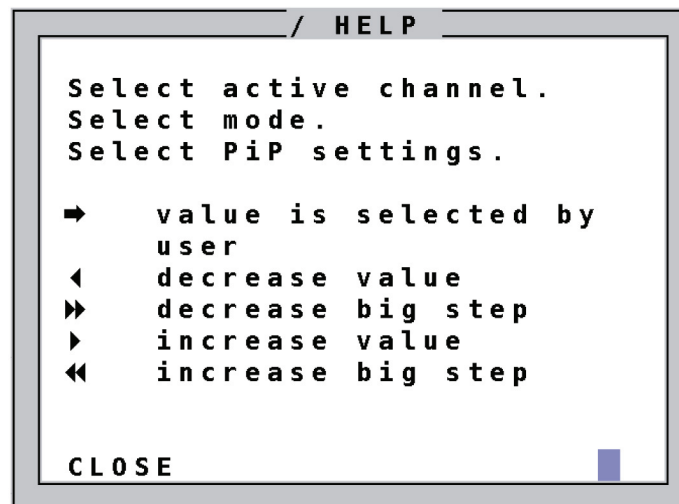 / HELP
Select active channel.
Select mode.
Select PiP settings.
➡ value is selected by
user
◀ decrease value
▶▶ decrease big step
▶ increase value
◀◀ increase big step
CLOSE